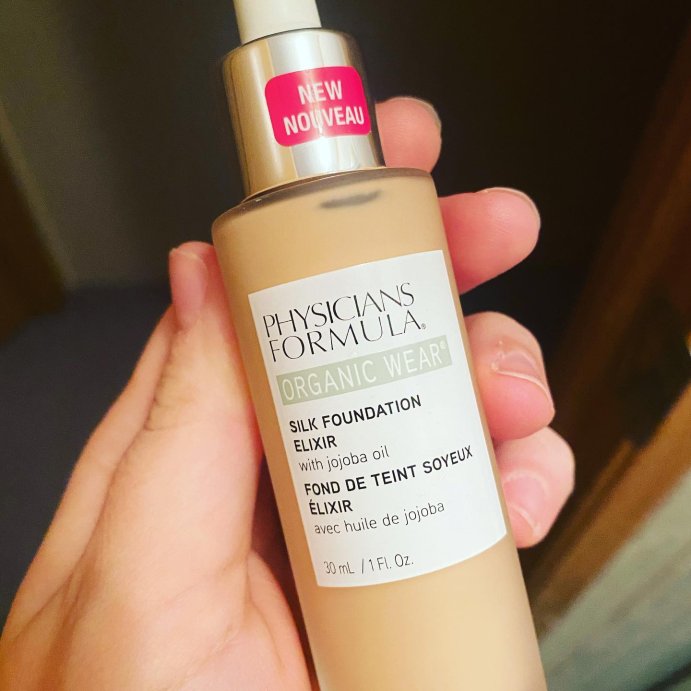 NEW
NOUVEAU
PHYSICIANS
FORMULA®
ORGANIC WEAR®
SILK FOUNDATION
ELIXIR
with jojoba oil
FOND DE TEINT SOYEUX
ÉLIXIR
avec huile de jojoba
30 mL / 1 Fl. Oz.